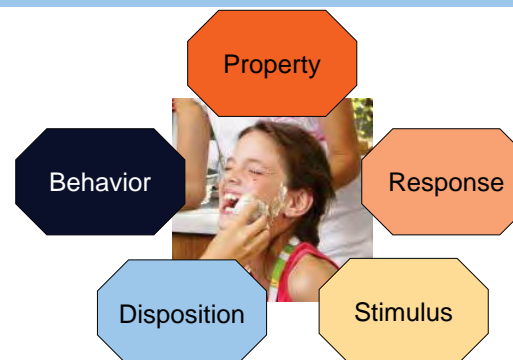 Property
Behavior
Response
Disposition
Stimulus